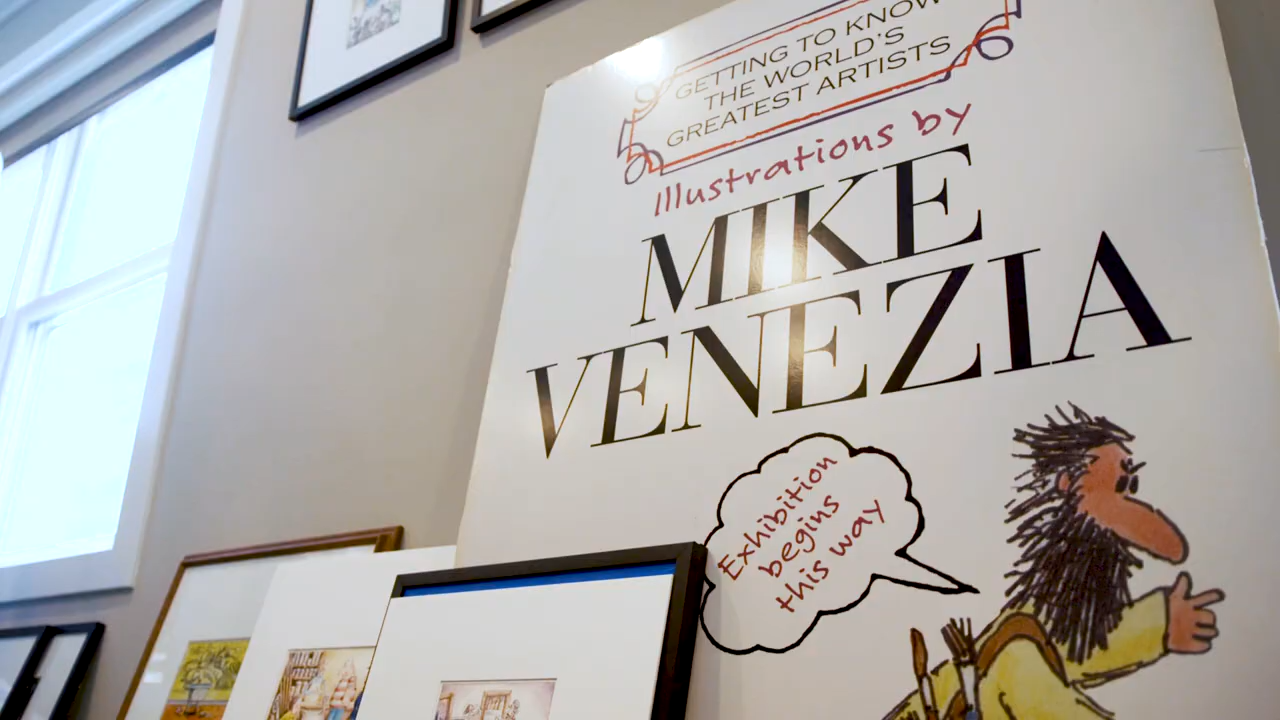 GETTING TO KNOW
THE WORLD'S
GREATEST ARTISTS
Illustrations by
MIKE
VENEZIA
Exhibition
begins
this way